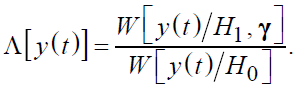 Λ[y(t)] = W[y(t)/H₁, γ] / W[y(t)/H₀].